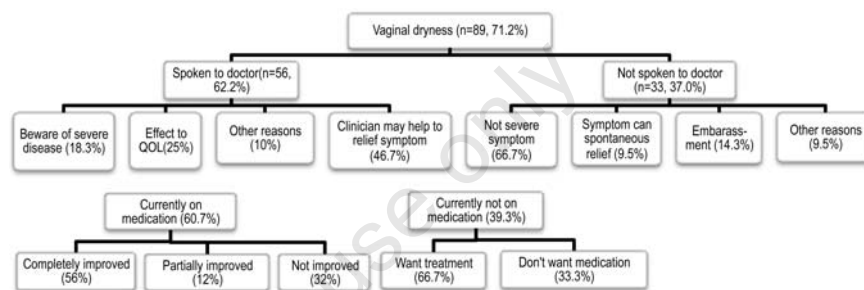 Vaginal dryness (n=89, 71.2%)
Spoken to doctor(n=56,
62.2%)
Not spoken to doctor
(n=33, 37.0%)
Beware of severe
disease (18.3%)
Effect to
QOL(25%)
Other reasons
(10%)
Clinician may help to
relief symptom
(46.7%)
Not severe
symptom
(66.7%)
Symptom can
spontaneous
relief (9.5%)
Embarass-
ment (14.3%)
Other reasons
(9.5%)
Currently on
medication (60.7%)
Currently not on
medication (39.3%)
Completely improved
(56%)
Partially improved
(12%)
Not improved
(32%)
Want treatment
(66.7%)
Don't want medication
(33.3%)
use only